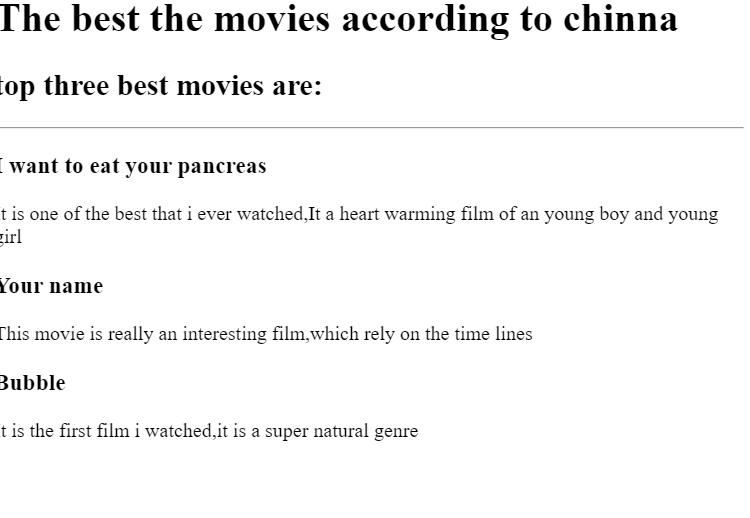 The best the movies according to chinna
top three best movies are:
I want to eat your pancreas
It is one of the best that i ever watched,It a heart warming film of an young boy and young
girl
Your name
This movie is really an interesting film,which rely on the time lines
Bubble
It is the first film i watched,it is a super natural genre